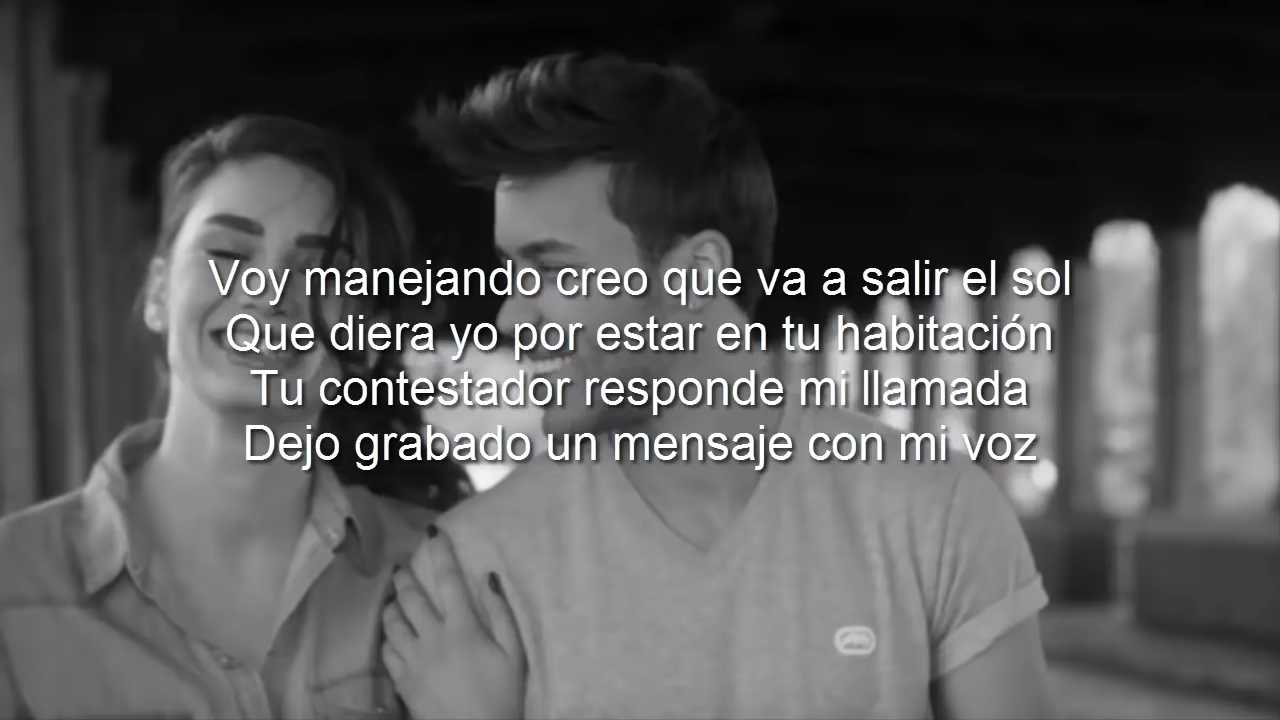 Voy manejando creo que va a salir el sol
Que diera yo por estar en tu habitación
Tu contestador responde mi llamada
Dejo grabado un mensaje con mi voz